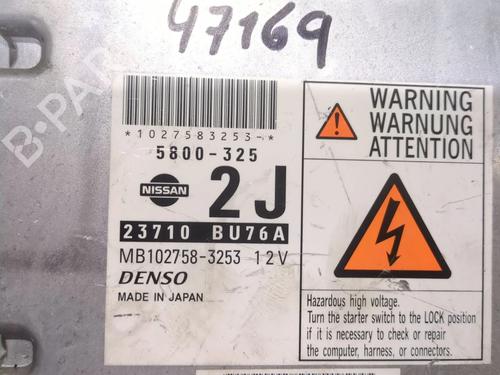 47169
B-PARTS
*1027583253-*
5800-325
NISSAN
2J
23710 BU76A
MB102758-3253 12V
DENSO
MADE IN JAPAN
WARNING
WARNUNG
ATTENTION
Hazardous high voltage.
Turn the starter switch to the LOCK position
if it is necessary to check or repair
the computer, harness, or connectors.